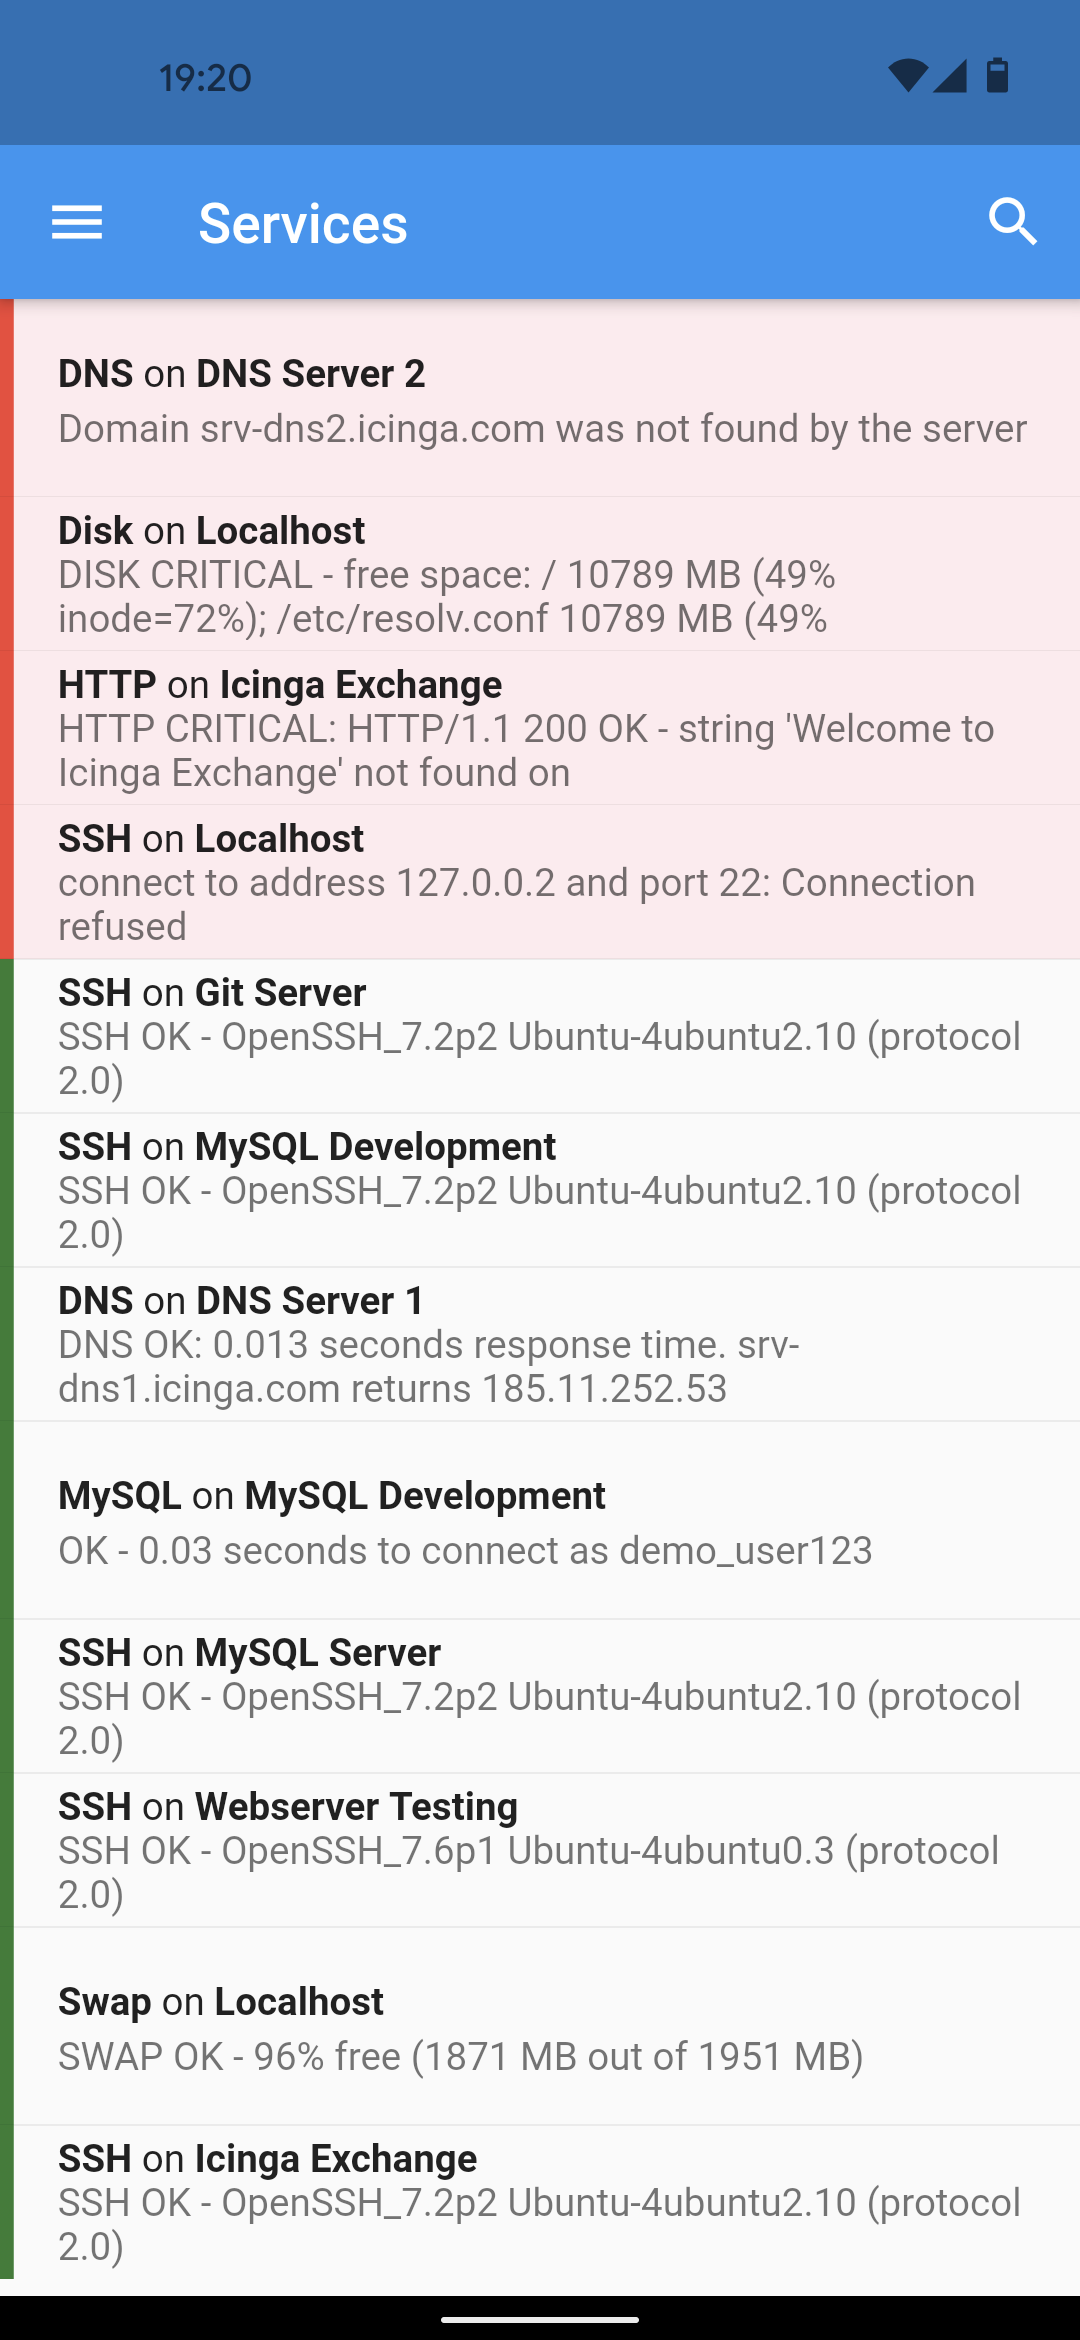 19:20
Services
DNS on DNS Server 2
Domain srv-dns2.icinga.com was not found by the server
Disk on Localhost
DISK CRITICAL - free space: / 10789 MB (49%
inode=72%); /etc/resolv.conf 10789 MB (49%
HTTP on Icinga Exchange
HTTP CRITICAL: HTTP/1.1 200 OK - string 'Welcome to
Icinga Exchange' not found on
SSH on Localhost
connect to address 127.0.0.2 and port 22: Connection
refused
SSH on Git Server
SSH OK - OpenSSH_7.2p2 Ubuntu-4ubuntu2.10 (protocol
2.0)
SSH on MySQL Development
SSH OK - OpenSSH_7.2p2 Ubuntu-4ubuntu2.10 (protocol
2.0)
DNS on DNS Server 1
DNS OK: 0.013 seconds response time. srv-
dns1.icinga.com returns 185.11.252.53
MySQL on MySQL Development
OK - 0.03 seconds to connect as demo_user123
SSH on MySQL Server
SSH OK - OpenSSH_7.2p2 Ubuntu-4ubuntu2.10 (protocol
2.0)
SSH on Webserver Testing
SSH OK - OpenSSH_7.6p1 Ubuntu-4ubuntu0.3 (protocol
2.0)
Swap on Localhost
SWAP OK - 96% free (1871 MB out of 1951 MB)
SSH on Icinga Exchange
SSH OK - OpenSSH_7.2p2 Ubuntu-4ubuntu2.10 (protocol
2.0)